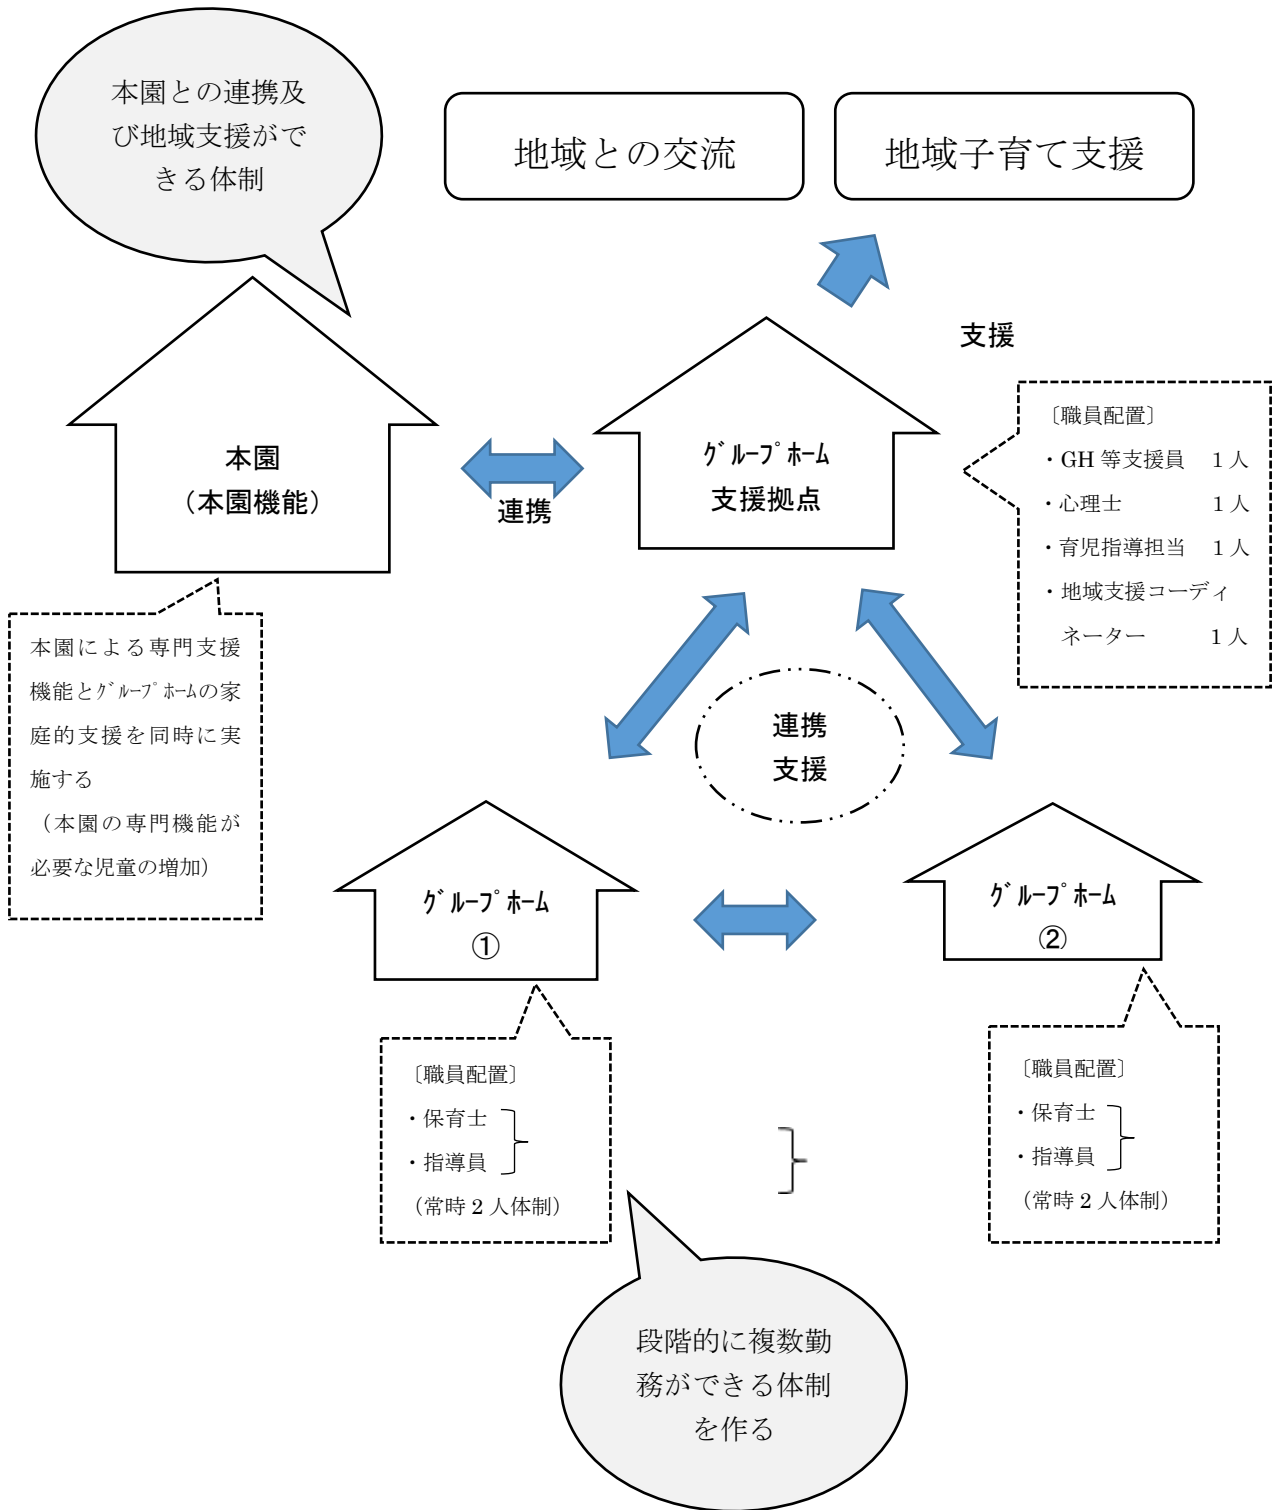 本園との連携及
び地域支援がで
きる体制
地域との交流
地域子育て支援
支援
本園
（本園機能）
連携
ｸﾞﾙｰﾌﾟﾎｰﾑ
支援拠点
〔職員配置〕
・GH 等支援員　1 人
・心理士　1 人
・育児指導担当　1 人
・地域支援コーディ
ネーター　1 人
本園による専門支援
機能とｸﾞﾙｰﾌﾟﾎｰﾑの家
庭的支援を同時に実
施する
（本園の専門機能が
必要な児童の増加）
連携
支援
ｸﾞﾙｰﾌﾟﾎｰﾑ
①
ｸﾞﾙｰﾌﾟﾎｰﾑ
②
〔職員配置〕
・保育士
・指導員
（常時 2 人体制）
〔職員配置〕
・保育士
・指導員
（常時 2 人体制）
段階的に複数勤
務ができる体制
を作る